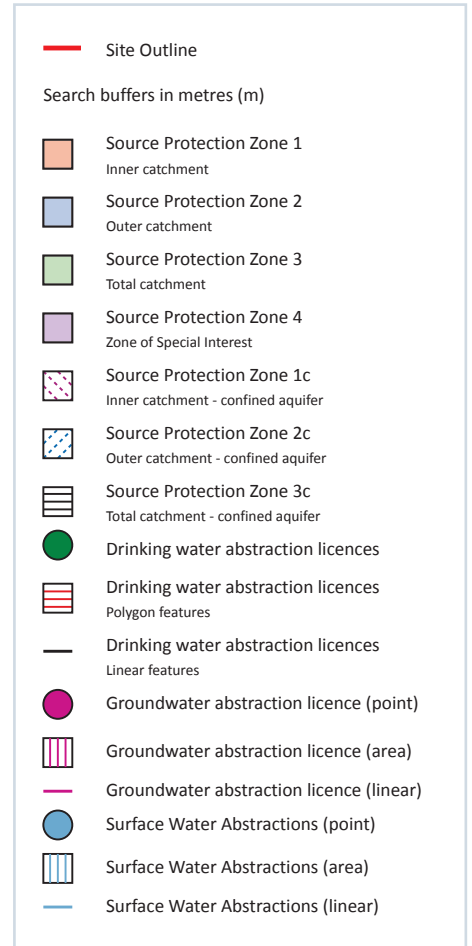 Site Outline
Search buffers in metres (m)
Source Protection Zone 1
Inner catchment
Source Protection Zone 2
Outer catchment
Source Protection Zone 3
Total catchment
Source Protection Zone 4
Zone of Special Interest
Source Protection Zone 1c
Inner catchment - confined aquifer
Source Protection Zone 2c
Outer catchment - confined aquifer
Source Protection Zone 3c
Total catchment - confined aquifer
Drinking water abstraction licences
Drinking water abstraction licences
Polygon features
Drinking water abstraction licences
Linear features
Groundwater abstraction licence (point)
Groundwater abstraction licence (area)
Groundwater abstraction licence (linear)
Surface Water Abstractions (point)
Surface Water Abstractions (area)
Surface Water Abstractions (linear)